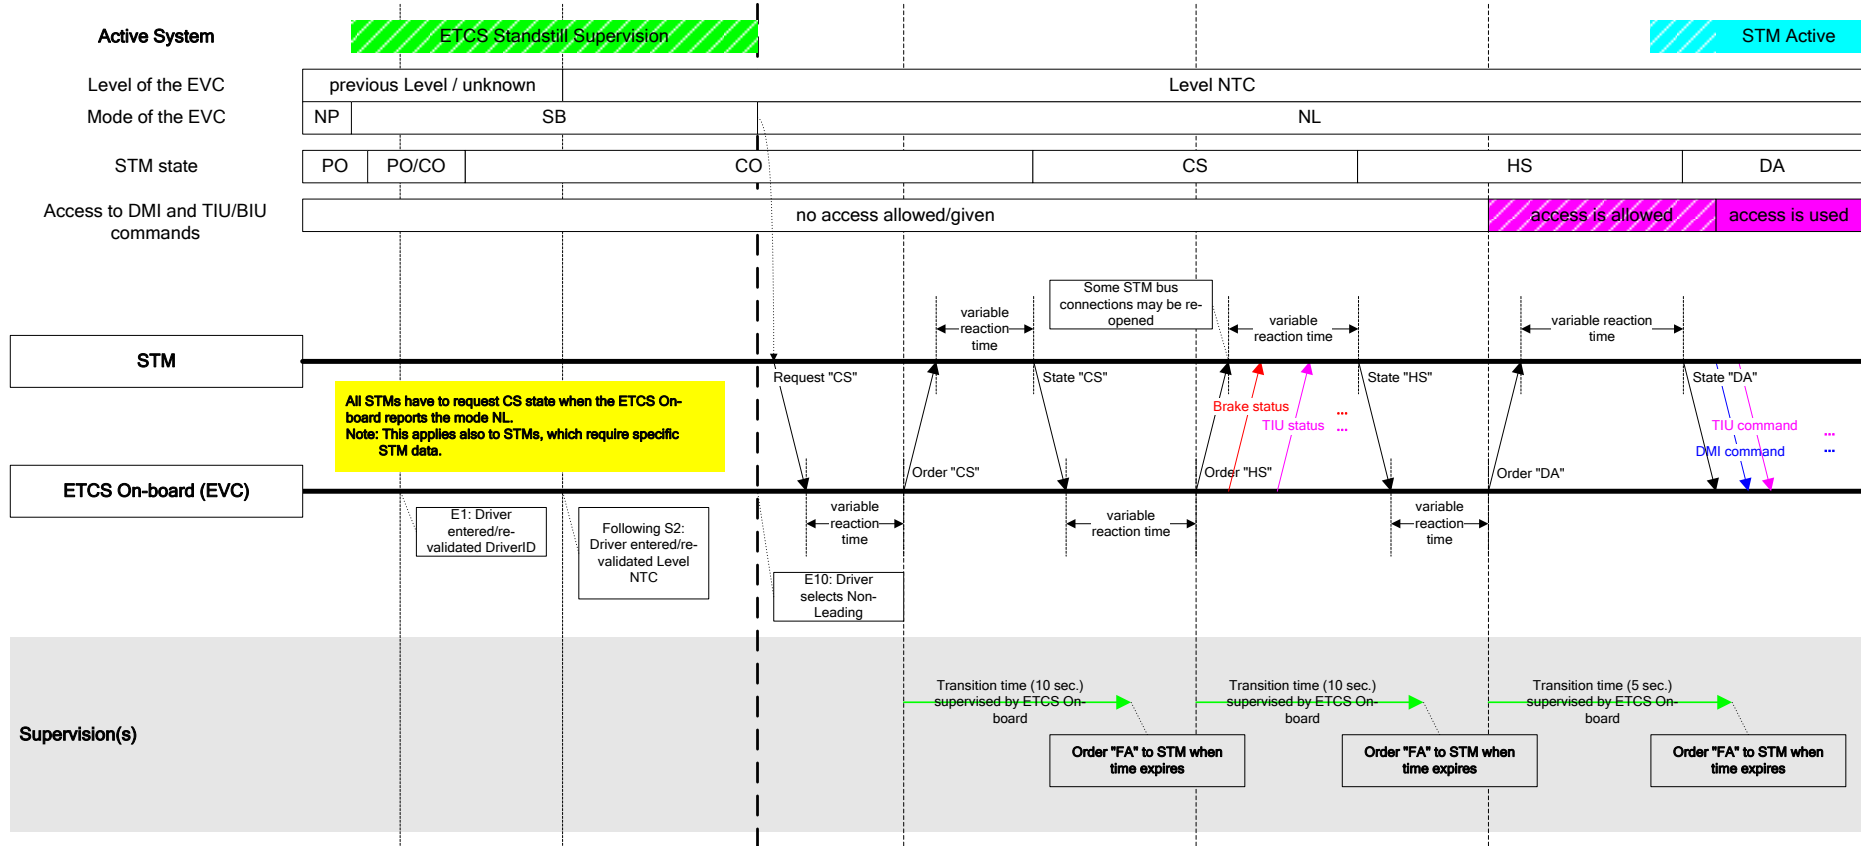 Active System
ETCS Standstill Supervision
STM Active
Level of the EVC
previous Level / unknown
Level NTC
Mode of the EVC
NP
SB
NL
STM state
PO
PO/CO
CO
CS
HS
DA
Access to DMI and TIU/BIU
commands
no access allowed/given
access is allowed
access is used
Some STM bus
connections may be re-
opened
variable
reaction
time
variable
reaction time
variable reaction
time
STM
Request "CS"
State "CS"
State "HS"
State "DA"
All STMs have to request CS state when the ETCS On-
board reports the mode NL.
Note: This applies also to STMs, which require specific
STM data.
Brake status
...
TIU status
...
TIU command
...
DMI command
...
Order "CS"
Order "HS"
Order "DA"
ETCS On-board (EVC)
E1: Driver
entered/re-
validated DriverID
Following S2:
Driver entered/re-
validated Level
NTC
E10: Driver
selects Non-
Leading
variable
reaction
time
variable
reaction time
variable
reaction
time
Supervision(s)
Transition time (10 sec.)
supervised by ETCS On-
board
Order "FA" to STM when
time expires
Transition time (10 sec.)
supervised by ETCS On-
board
Order "FA" to STM when
time expires
Transition time (5 sec.)
supervised by ETCS On-
board
Order "FA" to STM when
time expires